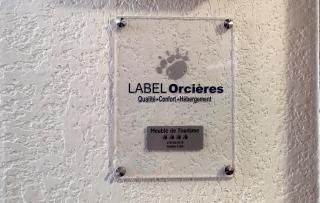 LABEL Orcières
Qualité•Confort•Hébergement
Meublé de Tourisme